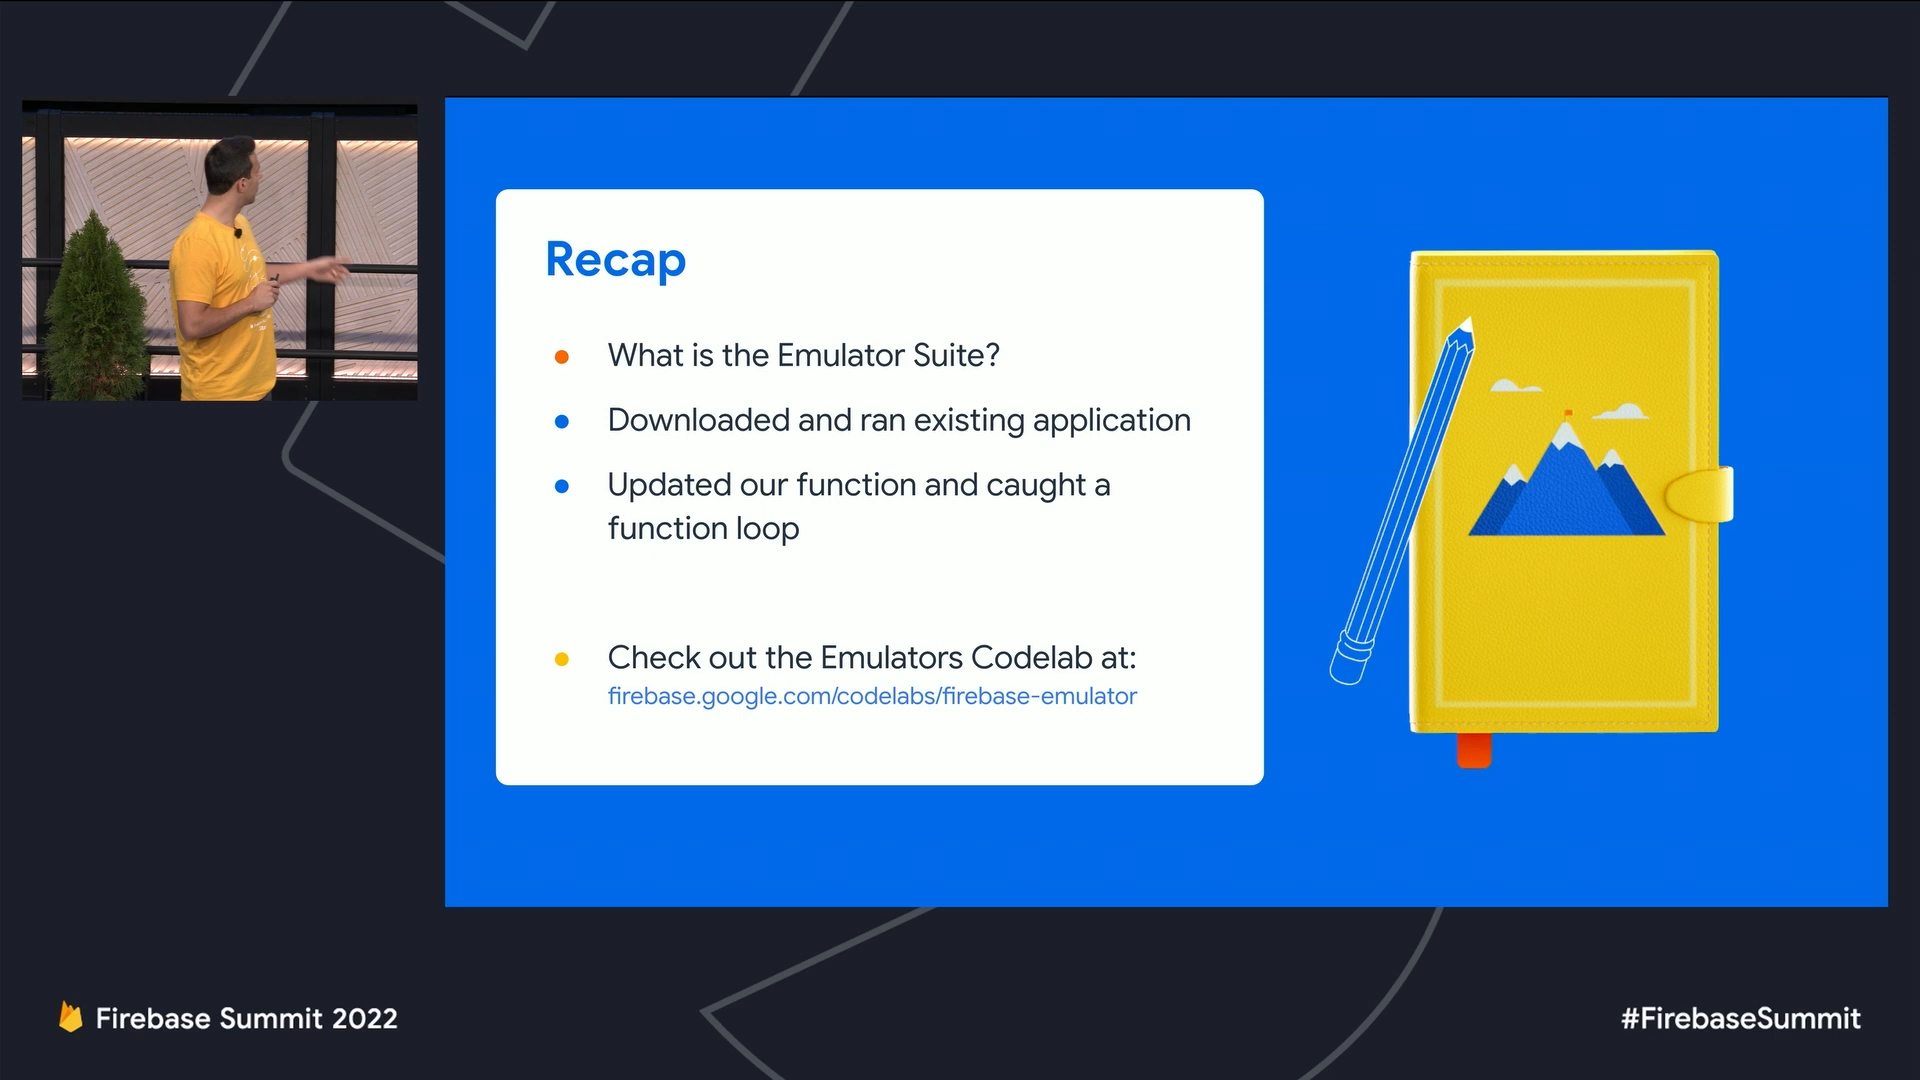 Recap
What is the Emulator Suite?
Downloaded and ran existing application
Updated our function and caught a
function loop
Check out the Emulators Codelab at:
firebase.google.com/codelabs/firebase-emulator
Firebase Summit 2022
#FirebaseSummit